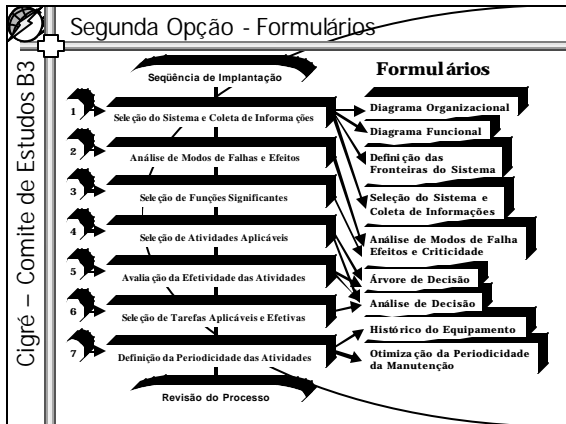 Segunda Opção - Formulários
Cigré – Comite de Estudos B3
Seqüência de Implantação
1
Seleção do Sistema e Coleta de Informações
2
Análise de Modos de Falhas e Efeitos
3
Seleção de Funções Significantes
4
Seleção de Atividades Aplicáveis
5
Avaliação da Efetividade das Atividades
6
Seleção de Tarefas Aplicáveis e Efetivas
7
Definição da Periodicidade das Atividades
Revisão do Processo
Formulários
Diagrama Organizacional
Diagrama Funcional
Definição das
Fronteiras do Sistema
Seleção do Sistema e
Coleta de Informações
Análise de Modos de Falha
Efeitos e Criticidade
Árvore de Decisão
Análise de Decisão
Histórico do Equipamento
Otimização da Periodicidade
da Manutenção